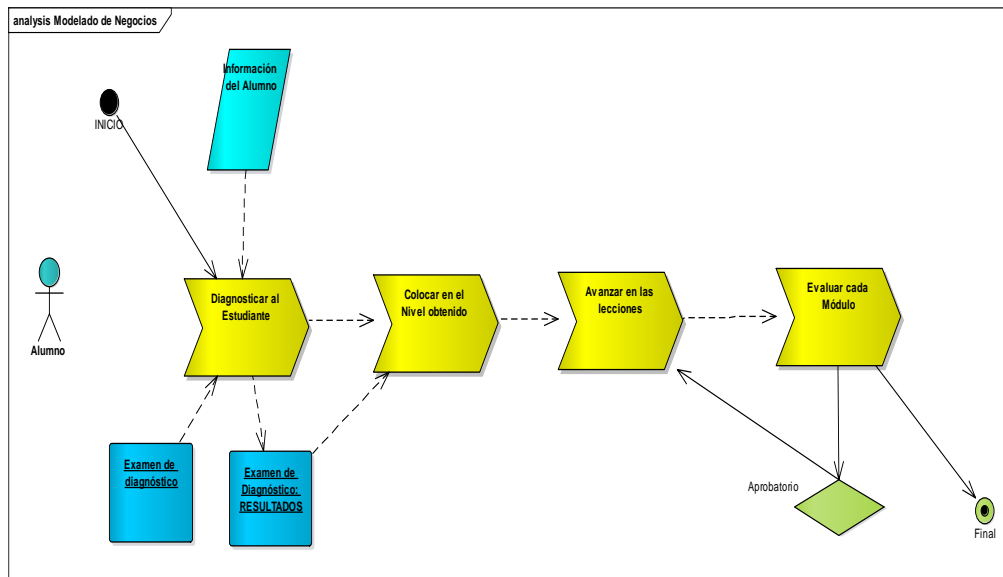 analysis Modelado de Negocios
Información
del Alumno
INICIO
Alumno
Diagnosticar al
Estudiante
Colocar en el
Nivel obtenido
Avanzar en las
lecciones
Evaluar cada
Módulo
Examen de
diagnóstico
Examen de
Diagnóstico:
RESULTADOS
Aprobatorio
Final